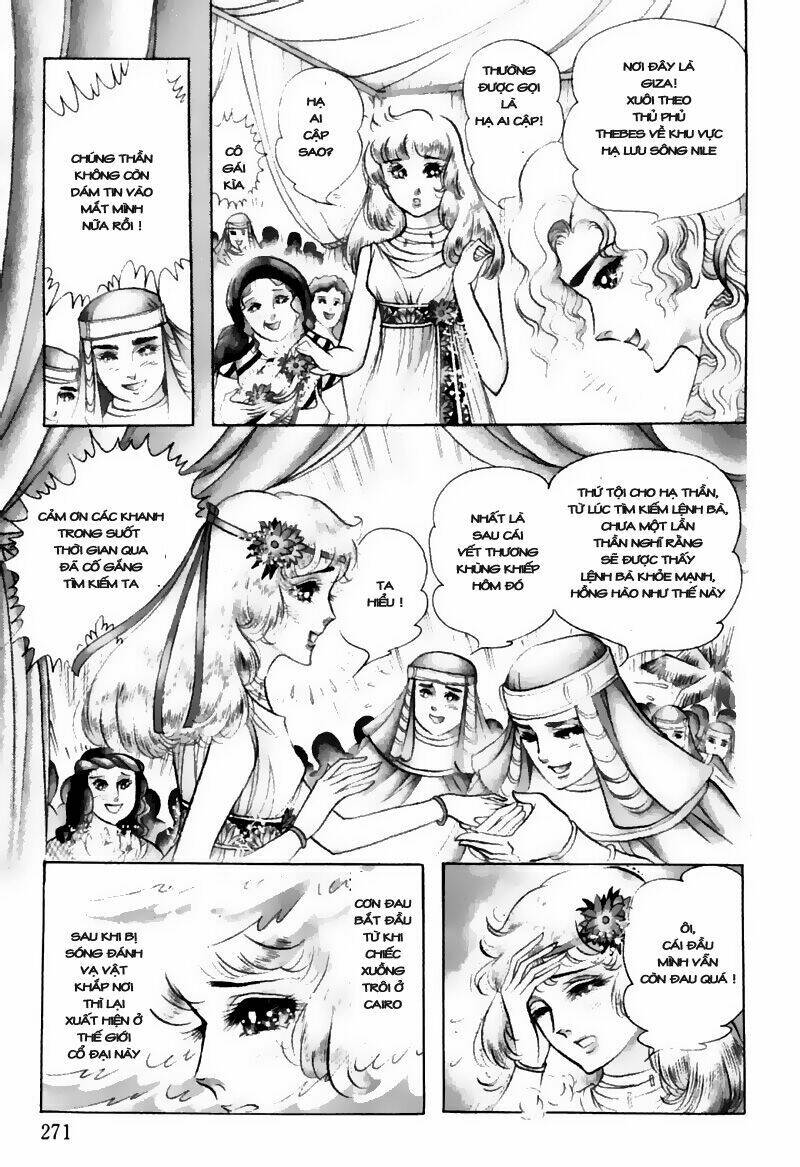 NƠI ĐÂY LÀ
GIZA!
XUÔI THEO
THỦ PHỦ
THEBES VỀ KHU VỰC
HẠ LƯU SÔNG NILE
THƯỜNG
ĐƯỢC GỌI
LÀ
HẠ AI CẬP!
HẠ
AI
CẬP
SAO?
CÔ
GÁI
KÌA
CHÚNG THẦN
KHÔNG CÒN
DÁM TIN VÀO
MẮT MÌNH
NỮA RỒI !
THỨ TỘI CHO HẠ THẦN,
TỪ LÚC TÌM KIẾM LỆNH BÀ,
CHƯA MỘT LẦN
THẦN NGHĨ RẰNG
SẼ ĐƯỢC THẤY
LỆNH BÀ KHỎE MẠNH,
HỒNG HÀO NHƯ THẾ NÀY
NHẤT LÀ
SAU CÁI
VẾT THƯƠNG
KHỦNG KHIẾP
HÔM ĐÓ
TA
HIỂU !
CẢM ƠN CÁC KHANH
TRONG SUỐT
THỜI GIAN QUA
ĐÃ CỐ GẮNG
TÌM KIẾM TA
ÔI,
CÁI ĐẦU
MÌNH VẪN
CÒN ĐAU QUÁ !
CƠN ĐAU
BẮT ĐẦU
TỪ KHI
CHIẾC
XUỒNG
TRÔI Ở
CAIRO
SAU KHI BỊ
SÓNG ĐÁNH
VẠ VẬT
KHẮP NƠI
THÌ LẠI
XUẤT HIỆN Ở
THẾ GIỚI
CỔ ĐẠI NÀY
271